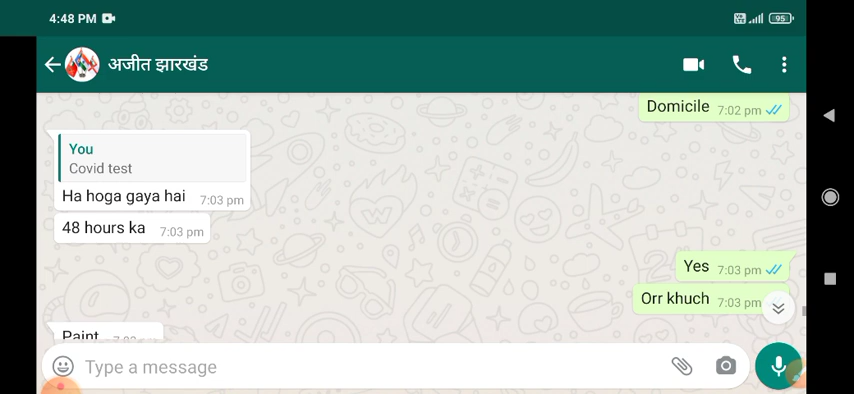 4:48 PM
95
अजीत झारखंड
Domicile 7:02 pm
You
Covid test
Ha hoga gaya hai 7:03 pm
48 hours ka 7:03 pm
Yes 7:03 pm
Orr khuch 7:03 pm
Paint
Type a message